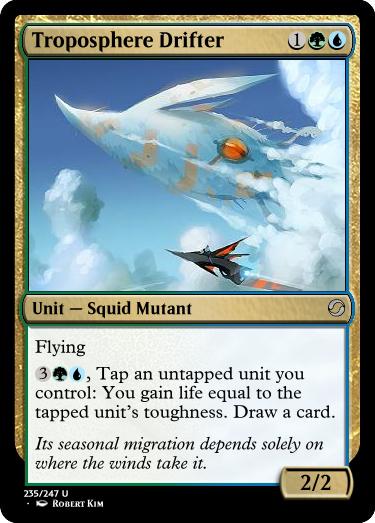 Troposphere Drifter 1
Unit — Squid Mutant
Flying
3, Tap an untapped unit you
control: You gain life equal to the
tapped unit's toughness. Draw a card.
Its seasonal migration depends solely on
where the winds take it.
2/2
235/247 U
· Robert Kim